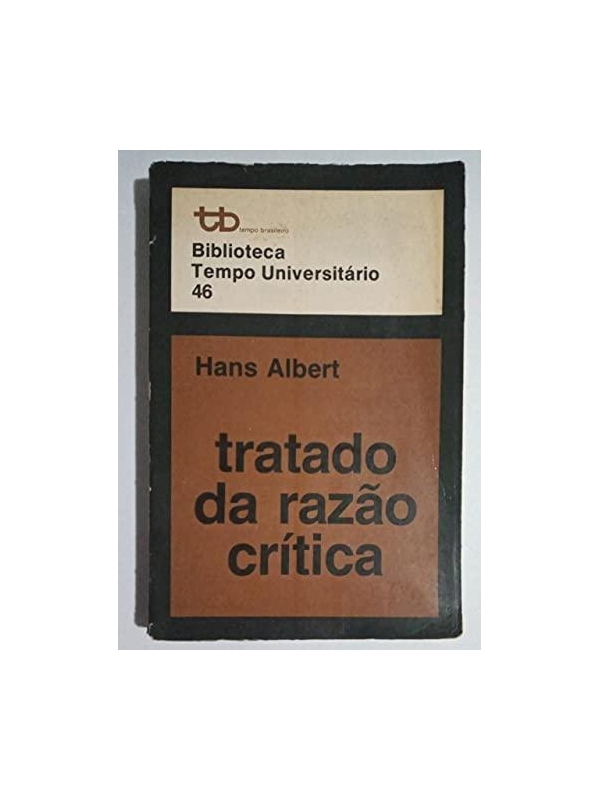 tb
tempo brasileiro
Biblioteca
Tempo Universitário
46
Hans Albert
tratado
da razão
crítica